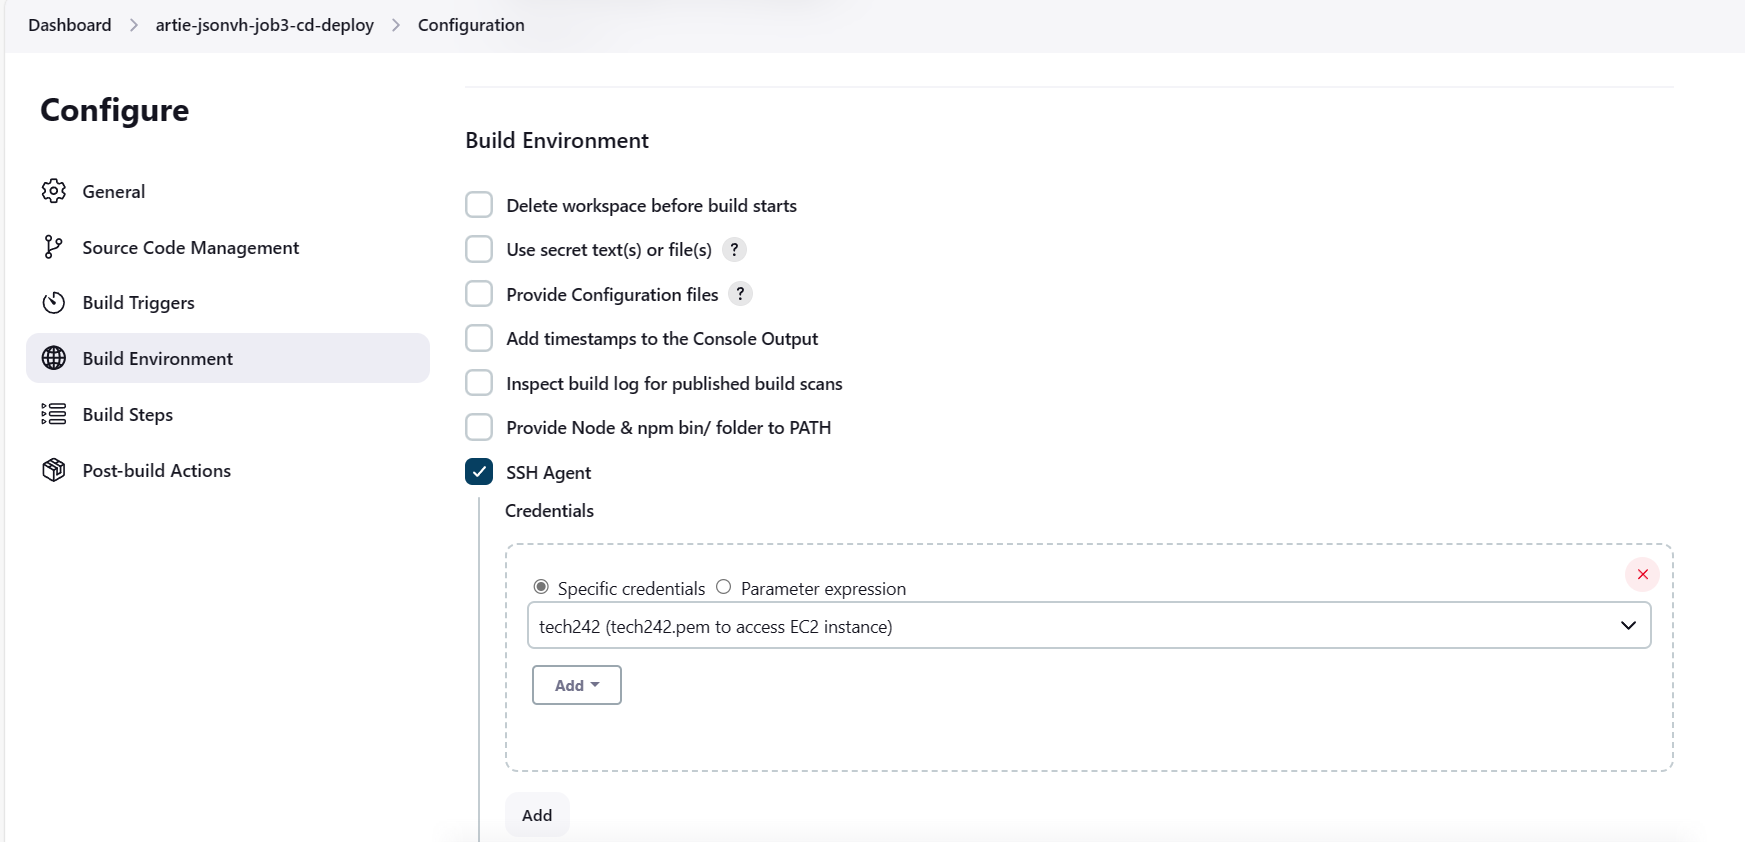 Dashboard > artie-jsonvh-job3-cd-deploy > Configuration
Configure
General
Source Code Management
Build Triggers
Build Environment
Build Steps
Post-build Actions
Build Environment
Delete workspace before build starts
Use secret text(s) or file(s) ?
Provide Configuration files ?
Add timestamps to the Console Output
Inspect build log for published build scans
Provide Node & npm bin/ folder to PATH
SSH Agent
Credentials
Specific credentials Parameter expression
tech242 (tech242.pem to access EC2 instance)
Add
Add